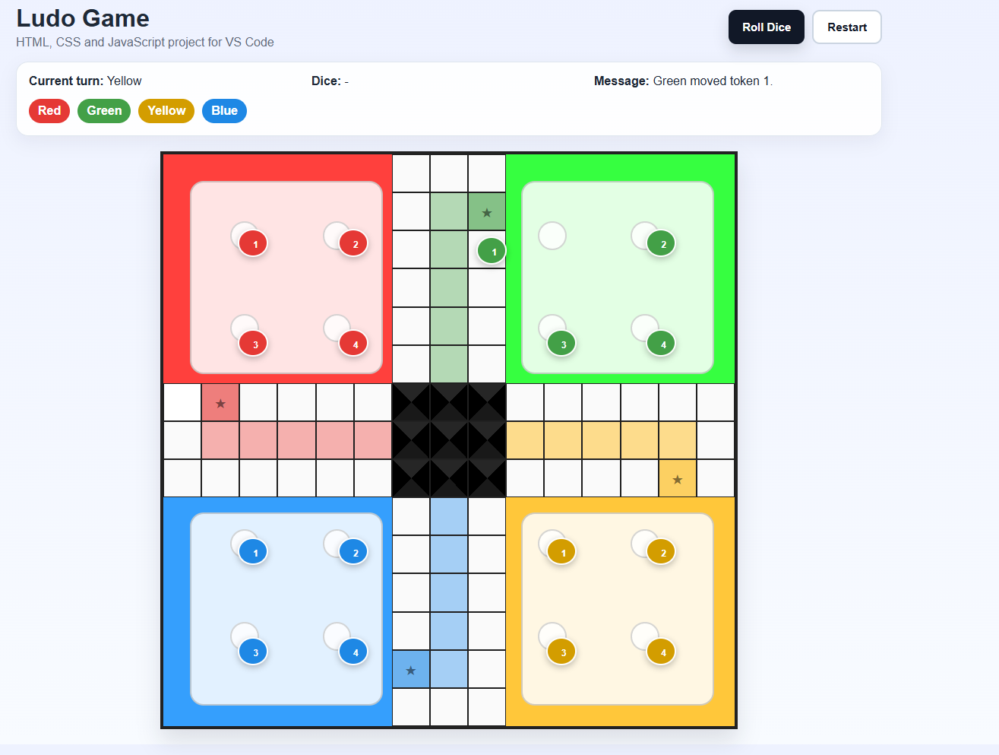 Ludo Game
HTML, CSS and JavaScript project for VS Code
Roll Dice
Restart
Current turn: Yellow
Dice: -
Message: Green moved token 1.
Red
Green
Yellow
Blue
★
1
2
1
2
3
4
3
4
★
★
1
2
1
2
3
4
3
4
★